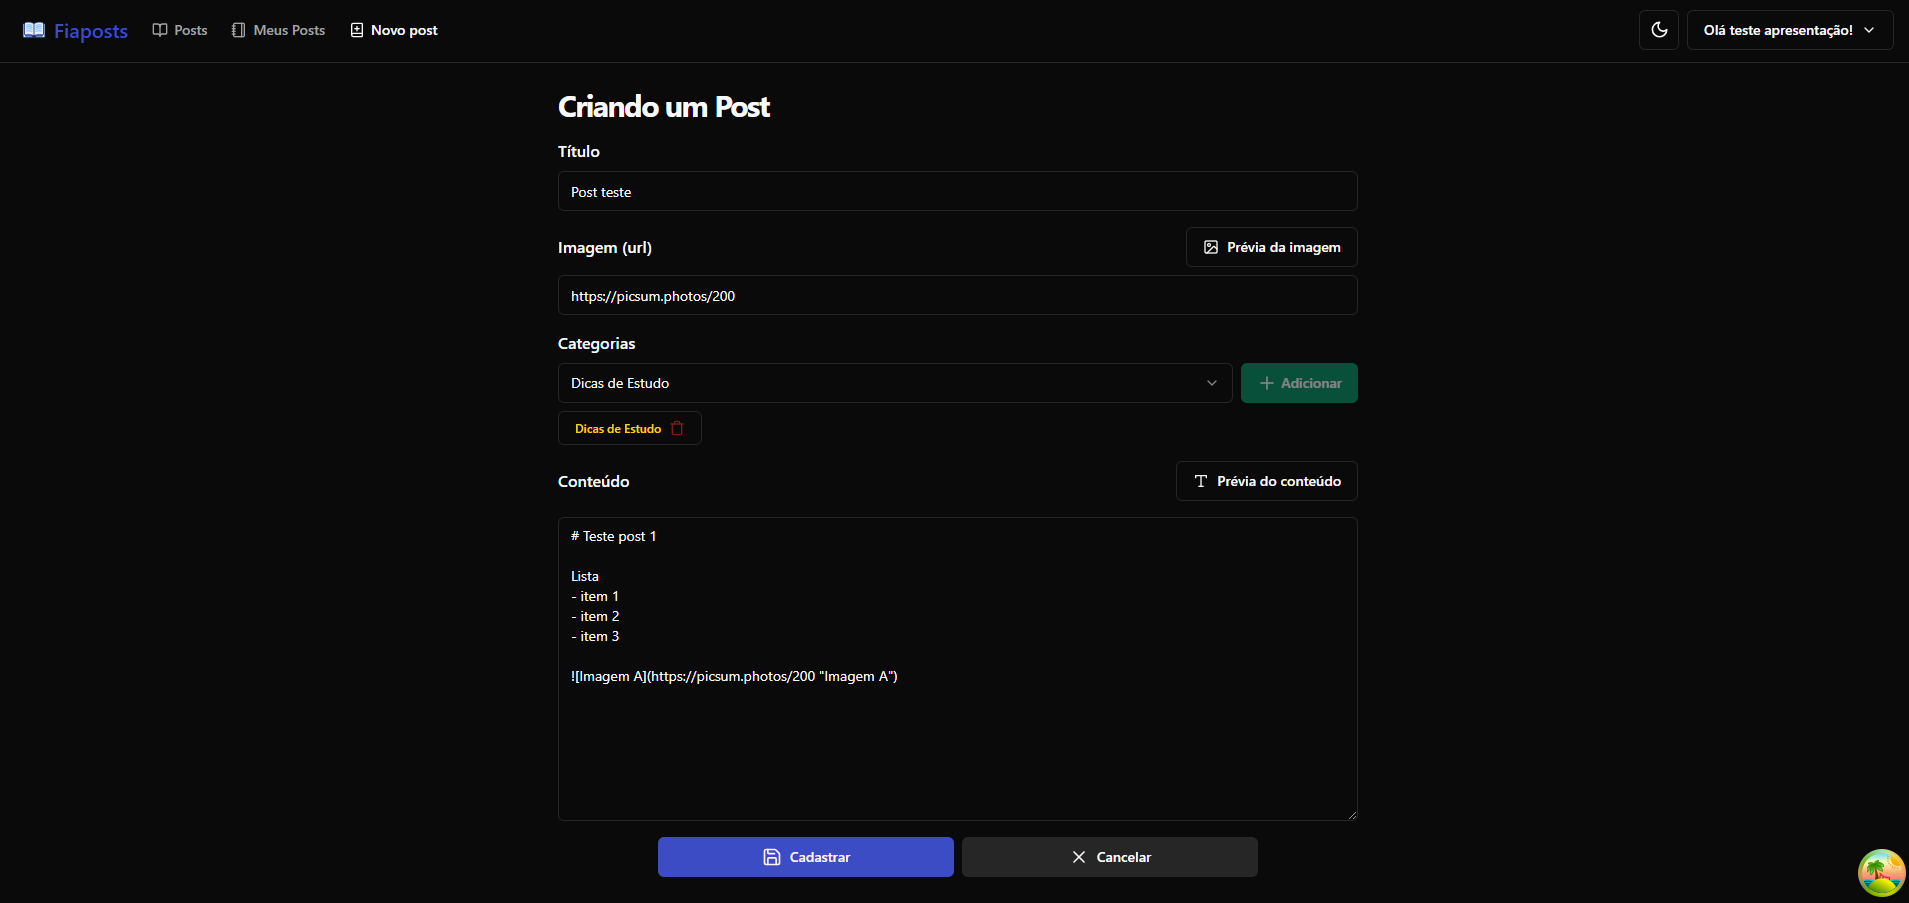 Fiaposts Posts Meus Posts Novo post Olá teste apresentação!
Criando um Post
Título
Post teste
Imagem (url) Prévia da imagem
https://picsum.photos/200
Categorias
Dicas de Estudo Adicionar
Dicas de Estudo
Conteúdo Prévia do conteúdo
# Teste post 1
Lista
- item 1
- item 2
- item 3
![Imagem A](https://picsum.photos/200 "Imagem A")
Cadastrar Cancelar